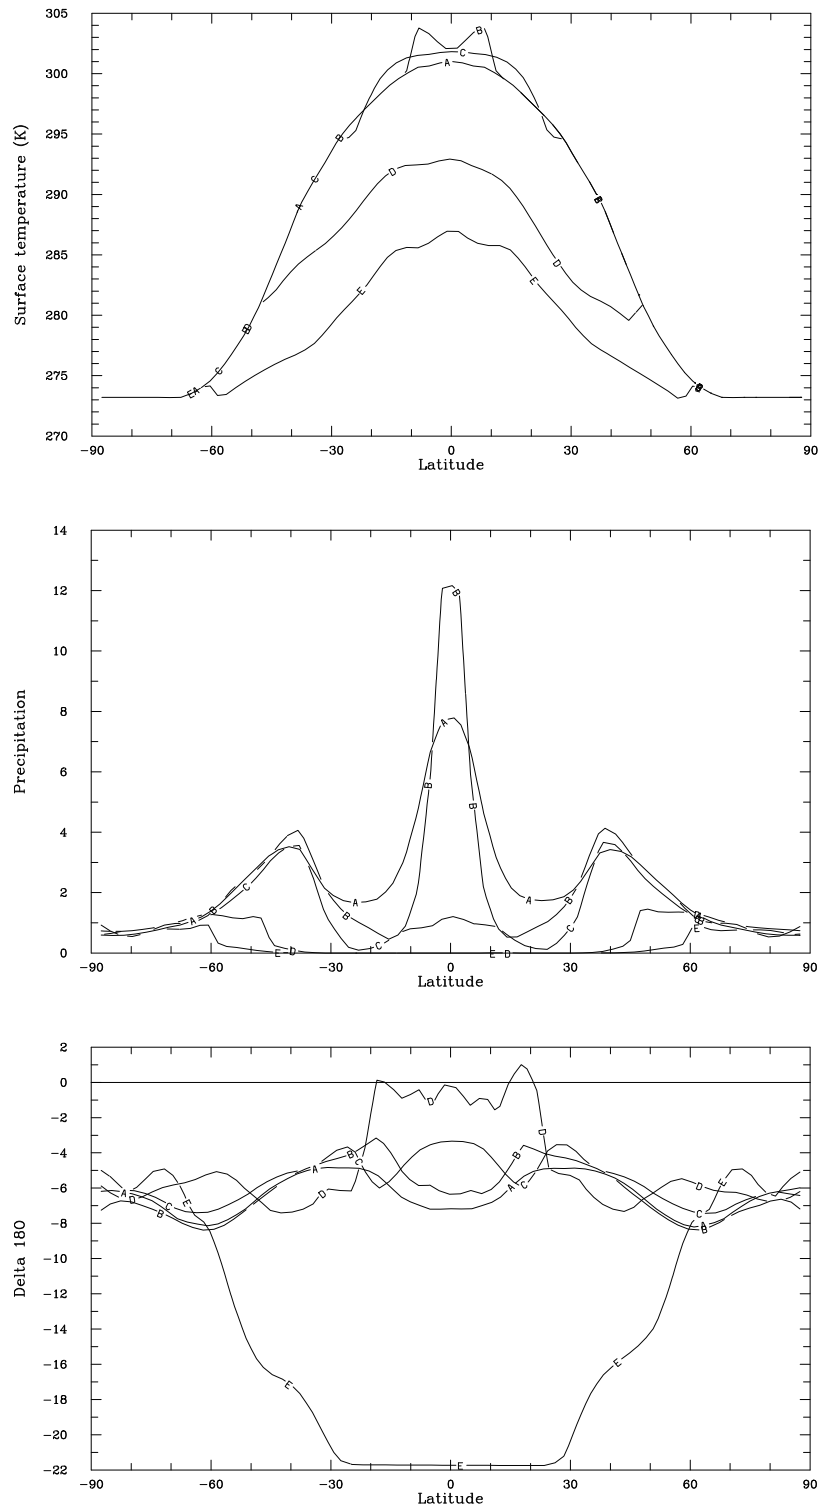 305
300
295
290
285
280
275
270
Surface temperature (K)
B
C
A
B
C
A
D
E
B
D
E
B
C
E A
B
-90 -60 -30 0 30 60 90
Latitude
14
12
10
8
6
4
2
0
Precipitation
B
A
B
B
A
A
B
B
C
C
C
B
A
E
E D
E D
-90 -60 -30 0 30 60 90
Latitude
2
0
-2
-4
-6
-8
-10
-12
-14
-16
-18
-20
-22
Delta 180
D
D
B
C
A
B
A
C
D
D
E
A
D
C
B
E
C
A
B
E
E
E
-90 -60 -30 0 30 60 90
Latitude